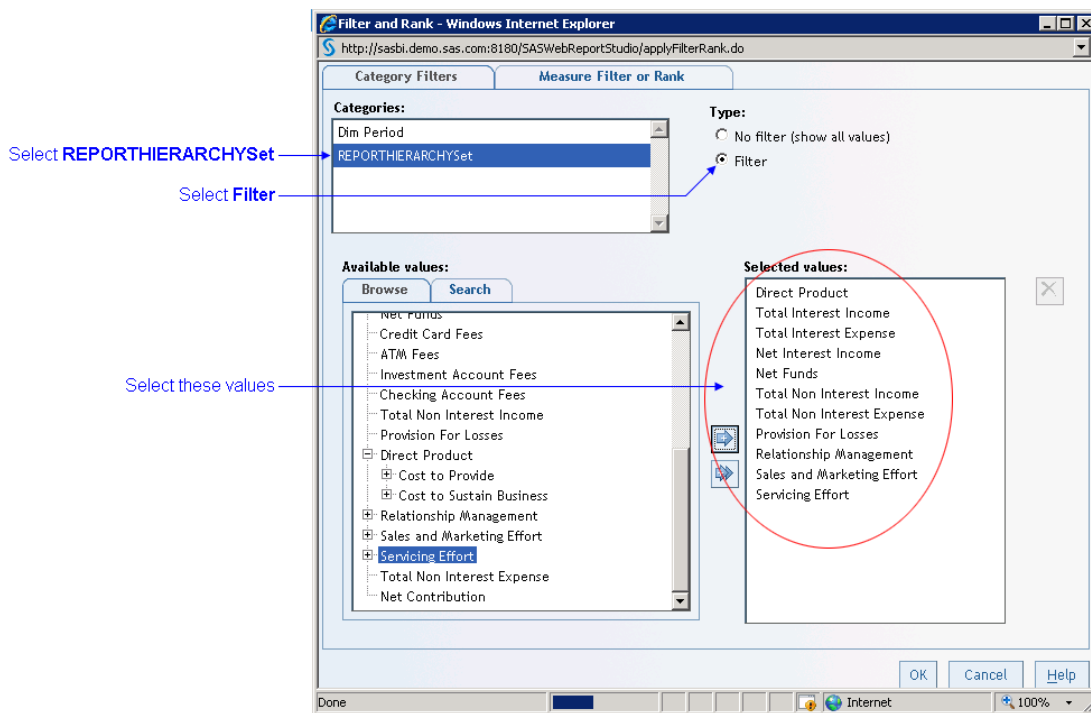 Filter and Rank - Windows Internet Explorer
http://sasbi.demo.sas.com:8180/SASWebReportStudio/applyFilterRank.do
Category Filters
Measure Filter or Rank
Categories:
Dim Period
REPORTHIERARCHYSet
Type:
No filter (show all values)
Filter
Select REPORTHIERARCHYSet
Select Filter
Available values:
Browse
Search
Net Funds
Credit Card Fees
ATM Fees
Investment Account Fees
Checking Account Fees
Total Non Interest Income
Provision For Losses
Direct Product
Cost to Provide
Cost to Sustain Business
Relationship Management
Sales and Marketing Effort
Servicing Effort
Total Non Interest Expense
Net Contribution
Select these values
Selected values:
Direct Product
Total Interest Income
Total Interest Expense
Net Interest Income
Net Funds
Total Non Interest Income
Total Non Interest Expense
Provision For Losses
Relationship Management
Sales and Marketing Effort
Servicing Effort
OK
Cancel
Help
Done
Internet
100%